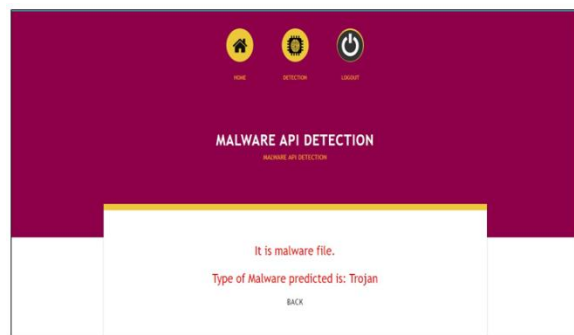 HOME DETECTION LOGOUT
MALWARE API DETECTION
MALWARE API DETECTION
It is malware file.
Type of Malware predicted is: Trojan
BACK